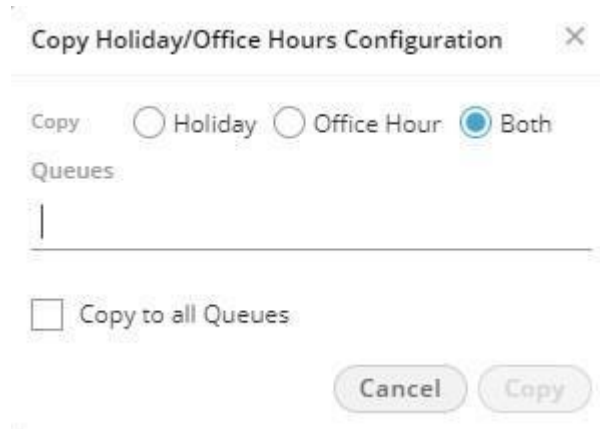 Copy Holiday/Office Hours Configuration
Copy Holiday Office Hour Both
Queues
Copy to all Queues
Cancel Copy